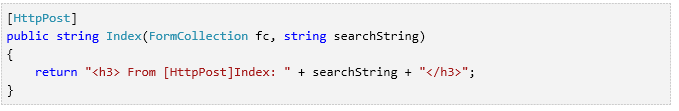 [HttpPost]
public string Index(FormCollection fc, string searchString)
{
    return "<h3> From [HttpPost]Index: " + searchString + "</h3>";
}